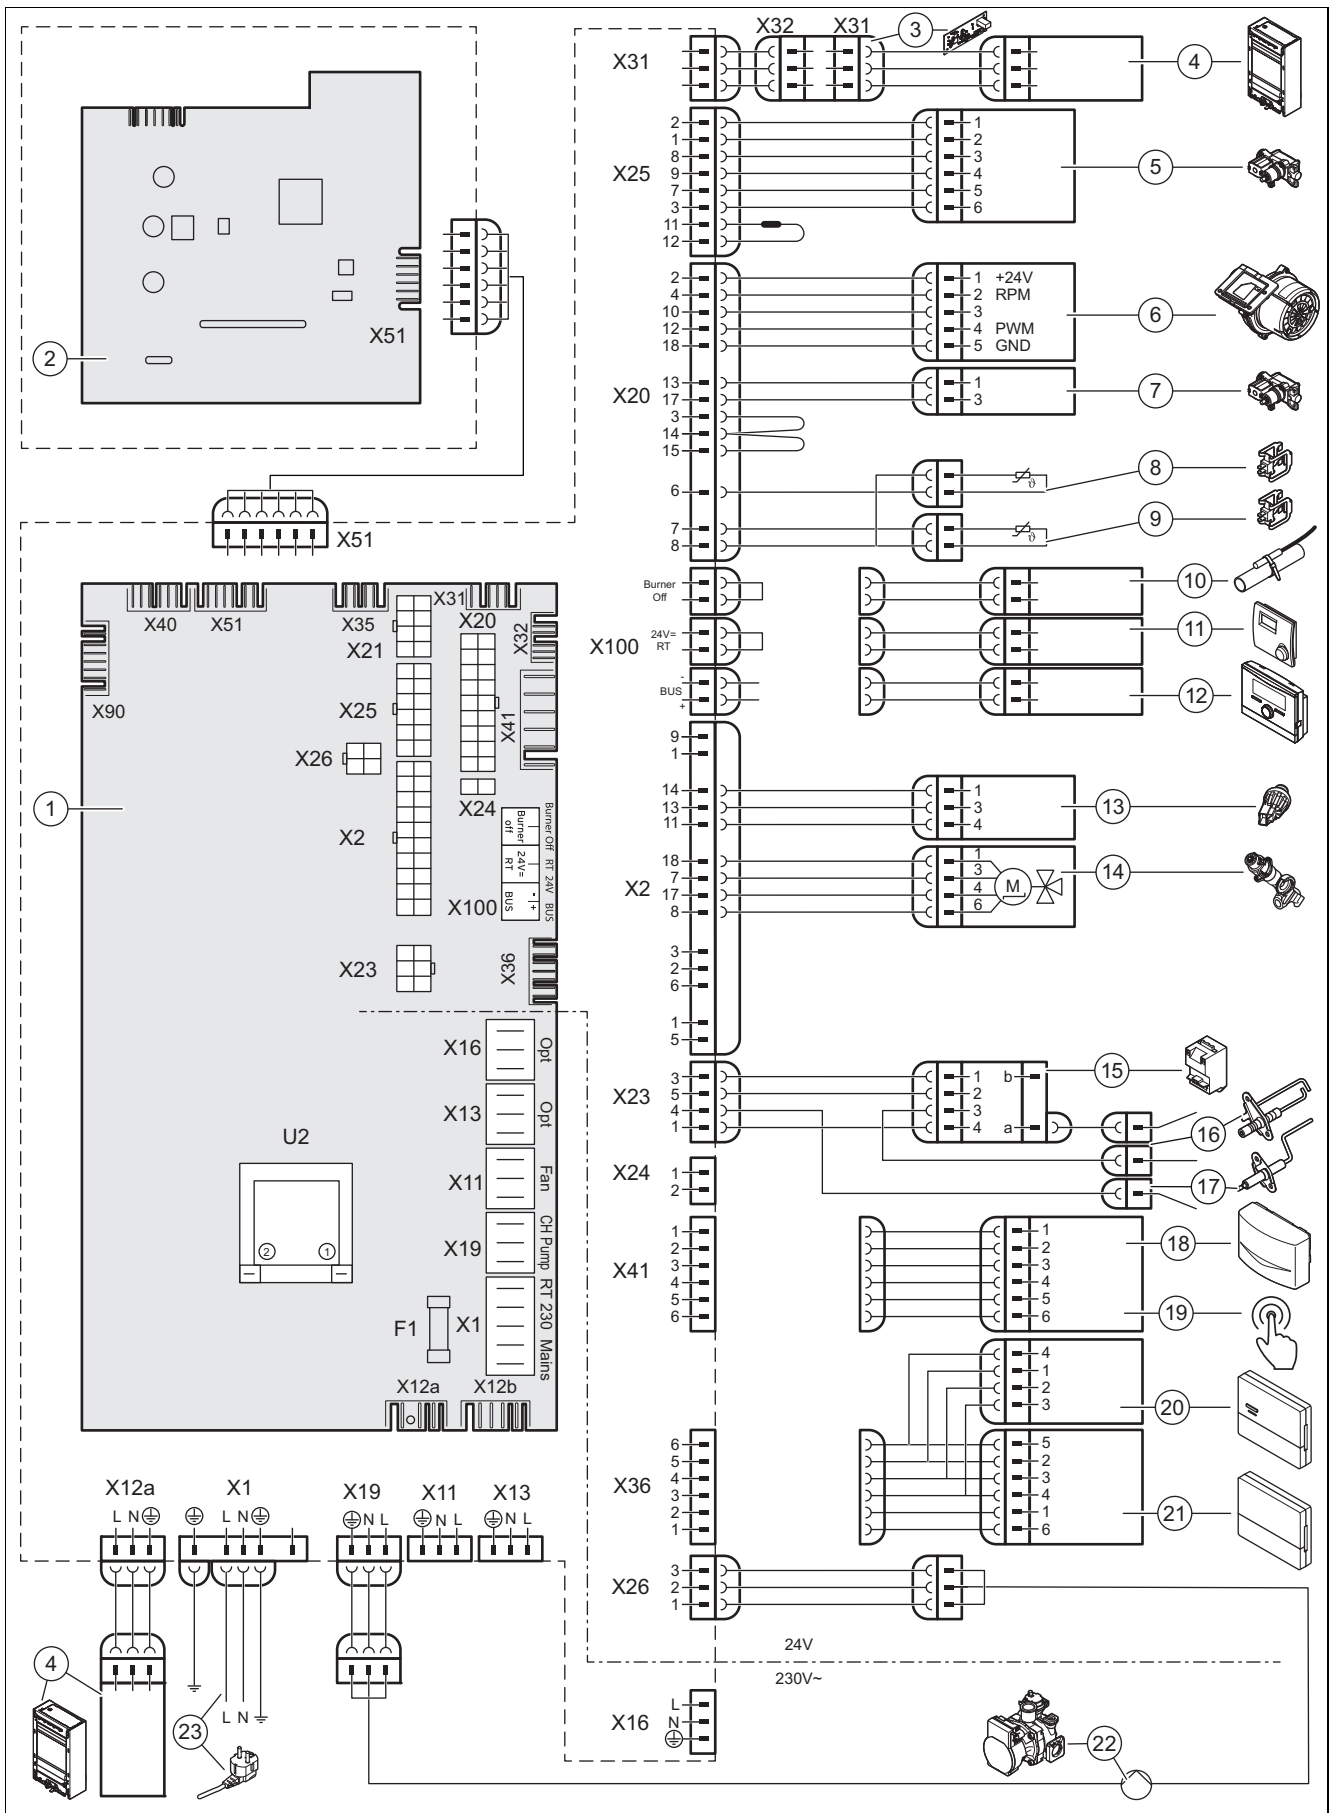 X32 X31 3
X31 4
2 1
1 2
8 3
X25 9 4 5
7 5
3 6
11
12
X51
2
2 1 +24V
4 2 RPM
10 3 6
12 4 PWM
18 5 GND
13 1 7
X20 17 3
3
14
15
6 ϑ 8
7 ϑ 9
8
X51
Burner
Off 10
X100 24V=
RT 11
-
BUS 12
+
X40 X51 X35 X31 X20 X32
X21
X90 X25 X41
X26
X24
1 X2
Burner Off RT 24V BUS
Burner
off
24V=
RT
- +
BUS
X100
X23 X36
X16 Opt
X13 Opt
U2
X11 Fan
X19 CH Pump
2 1
F1 X1 RT 230 Mains
X12a X12b
9
1
14 1
13 3 13
11 4
X2 18 1
7 3 M 14
17 4
8 6
3
2
6
1
5
X23 3 1 b 15
5 2
4 3
1 4 a 16
X24 1
2 17
X41 1 1 18
2 2
3 3
4 4
5 5 19
6 6
4
1
2 20
3
X36 6 5
5 2
4 3
3 4 21
2 1
1 6
X26 3
2
1
24V
230V~
X16 L
N
22
X12a X1 X19 X11 X13
L N L N N L N L N L
4
23
L N